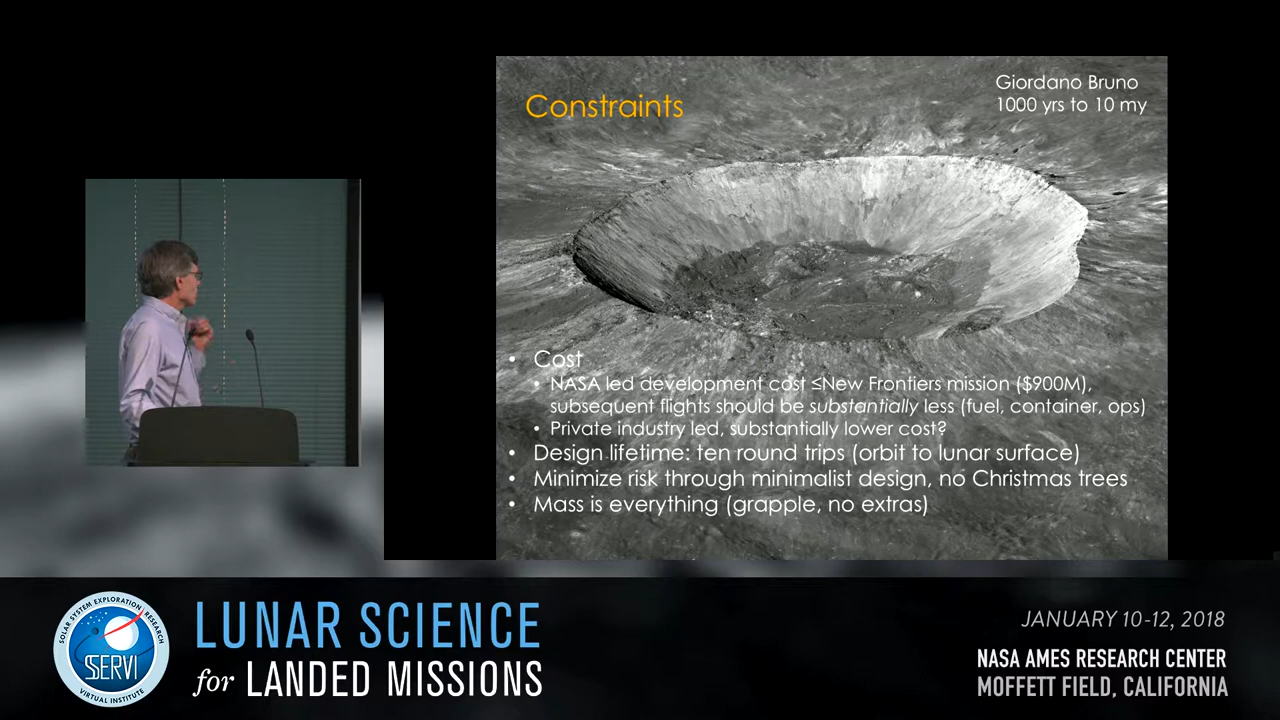 Giordano Bruno
1000 yrs to 10 my
Constraints
• Cost
• NASA led development cost ≤New Frontiers mission ($900M),
subsequent flights should be substantially less (fuel, container, ops)
• Private industry led, substantially lower cost?
• Design lifetime: ten round trips (orbit to lunar surface)
• Minimize risk through minimalist design, no Christmas trees
• Mass is everything (grapple, no extras)
SOLAR SYSTEM EXPLORATION RESEARCH
SSERVI
VIRTUAL INSTITUTE
LUNAR SCIENCE
for LANDED MISSIONS
JANUARY 10-12, 2018
NASA AMES RESEARCH CENTER
MOFFETT FIELD, CALIFORNIA